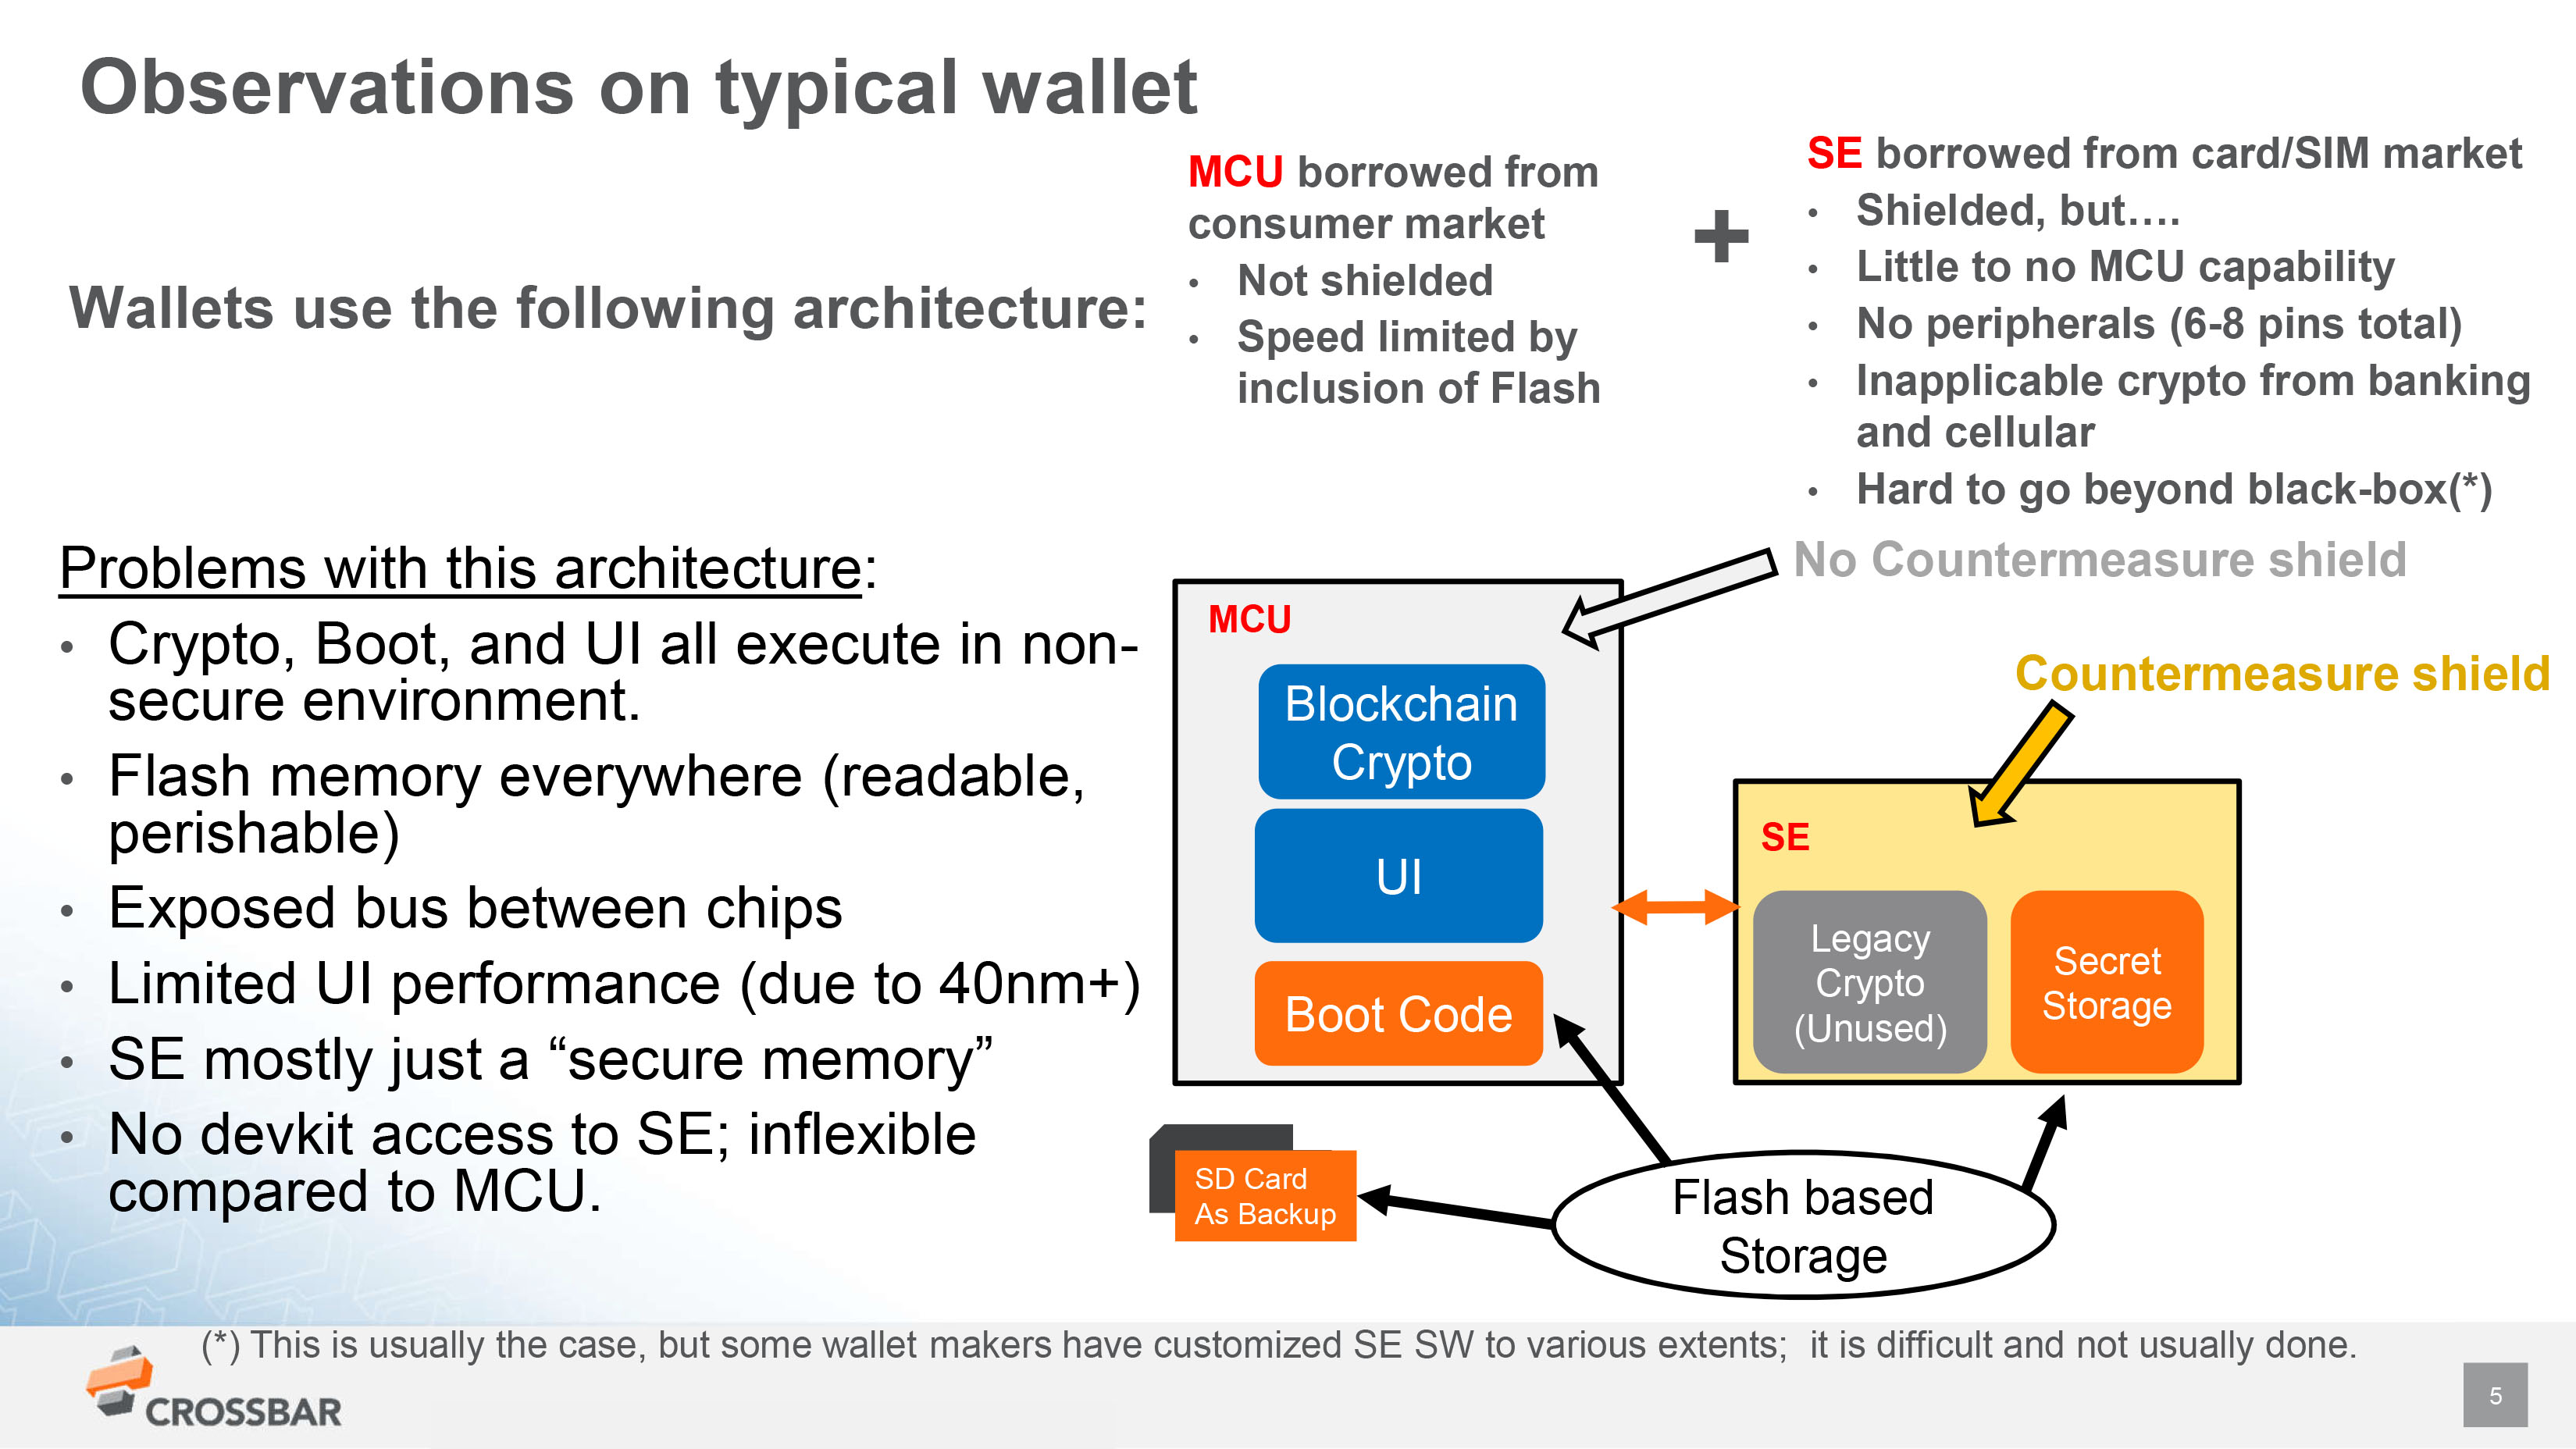 Observations on typical wallet
Wallets use the following architecture:
MCU borrowed from
consumer market
• Not shielded
• Speed limited by
inclusion of Flash
+
SE borrowed from card/SIM market
• Shielded, but….
• Little to no MCU capability
• No peripherals (6-8 pins total)
• Inapplicable crypto from banking
and cellular
• Hard to go beyond black-box(*)
Problems with this architecture:
• Crypto, Boot, and UI all execute in non-
secure environment.
• Flash memory everywhere (readable,
perishable)
• Exposed bus between chips
• Limited UI performance (due to 40nm+)
• SE mostly just a “secure memory”
• No devkit access to SE; inflexible
compared to MCU.
No Countermeasure shield
MCU
Blockchain
Crypto
UI
Boot Code
Countermeasure shield
SE
Legacy
Crypto
(Unused)
Secret
Storage
SD Card
As Backup
Flash based
Storage
(*) This is usually the case, but some wallet makers have customized SE SW to various extents;  it is difficult and not usually done.
CROSSBAR
5